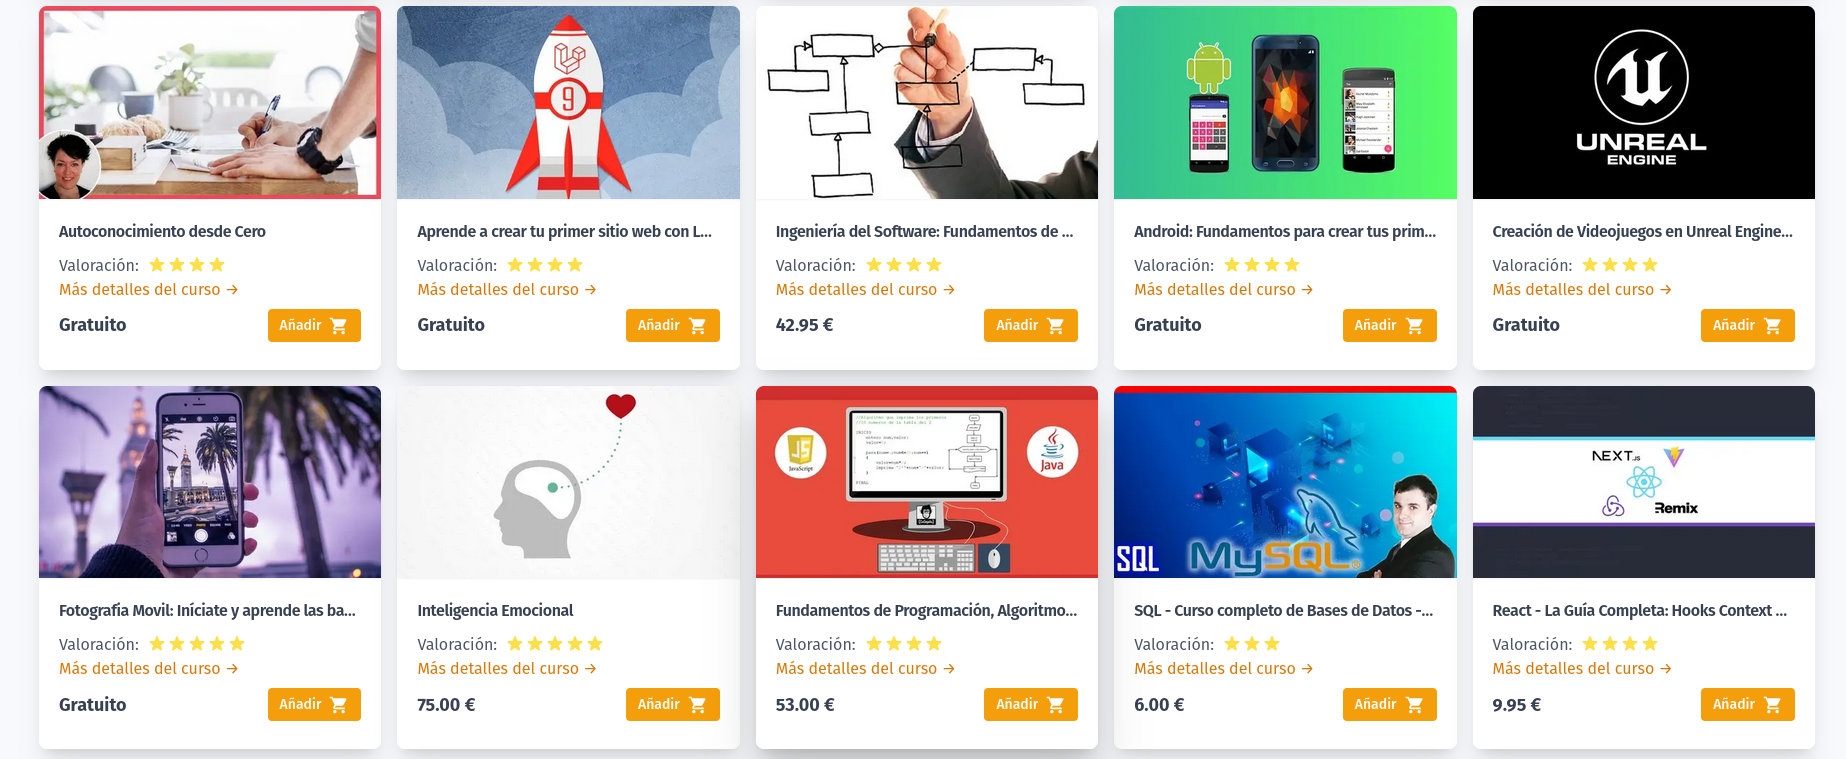 9
UNREAL
ENGINE
Autoconocimiento desde Cero
Valoración:
Más detalles del curso →
Gratuito
Añadir
Aprende a crear tu primer sitio web con L...
Valoración:
Más detalles del curso →
Gratuito
Añadir
Ingeniería del Software: Fundamentos de ...
Valoración:
Más detalles del curso →
42.95 €
Añadir
Android: Fundamentos para crear tus prim...
Valoración:
Más detalles del curso →
Gratuito
Añadir
Creación de Videojuegos en Unreal Engine...
Valoración:
Más detalles del curso →
Gratuito
Añadir
JS
JavaScript
Java
SQL
MySQL
NEXT.JS
Remix
Fotografia Movil: Iníciate y aprende las ba...
Valoración:
Más detalles del curso →
Gratuito
Añadir
Inteligencia Emocional
Valoración:
Más detalles del curso →
75.00 €
Añadir
Fundamentos de Programación, Algoritmo...
Valoración:
Más detalles del curso →
53.00 €
Añadir
SQL - Curso completo de Bases de Datos -...
Valoración:
Más detalles del curso →
6.00 €
Añadir
React - La Guía Completa: Hooks Context ...
Valoración:
Más detalles del curso →
9.95 €
Añadir